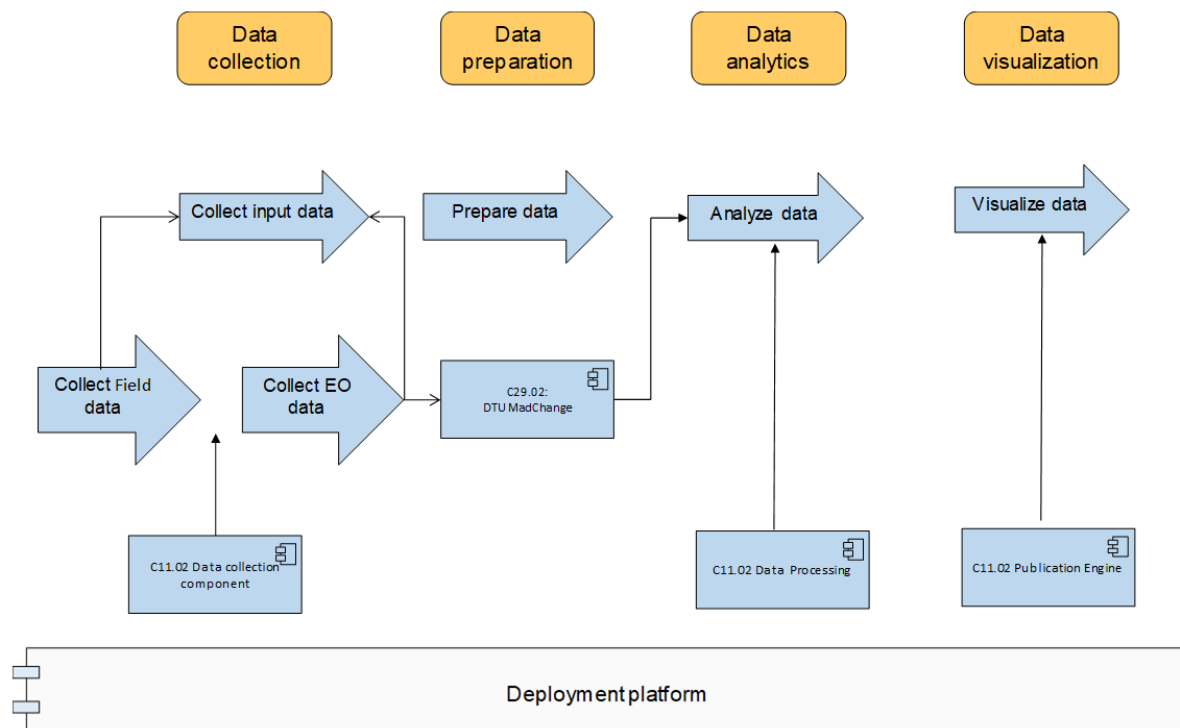 Data
collection
Data
preparation
Data
analytics
Data
visualization
Collect input data
Prepare data
Analyze data
Visualize data
Collect Field
data
Collect EO
data
C29.02:
DTU MadChange
C11.02 Data collection
component
C11.02 Data Processing
C11.02 Publication Engine
Deployment platform